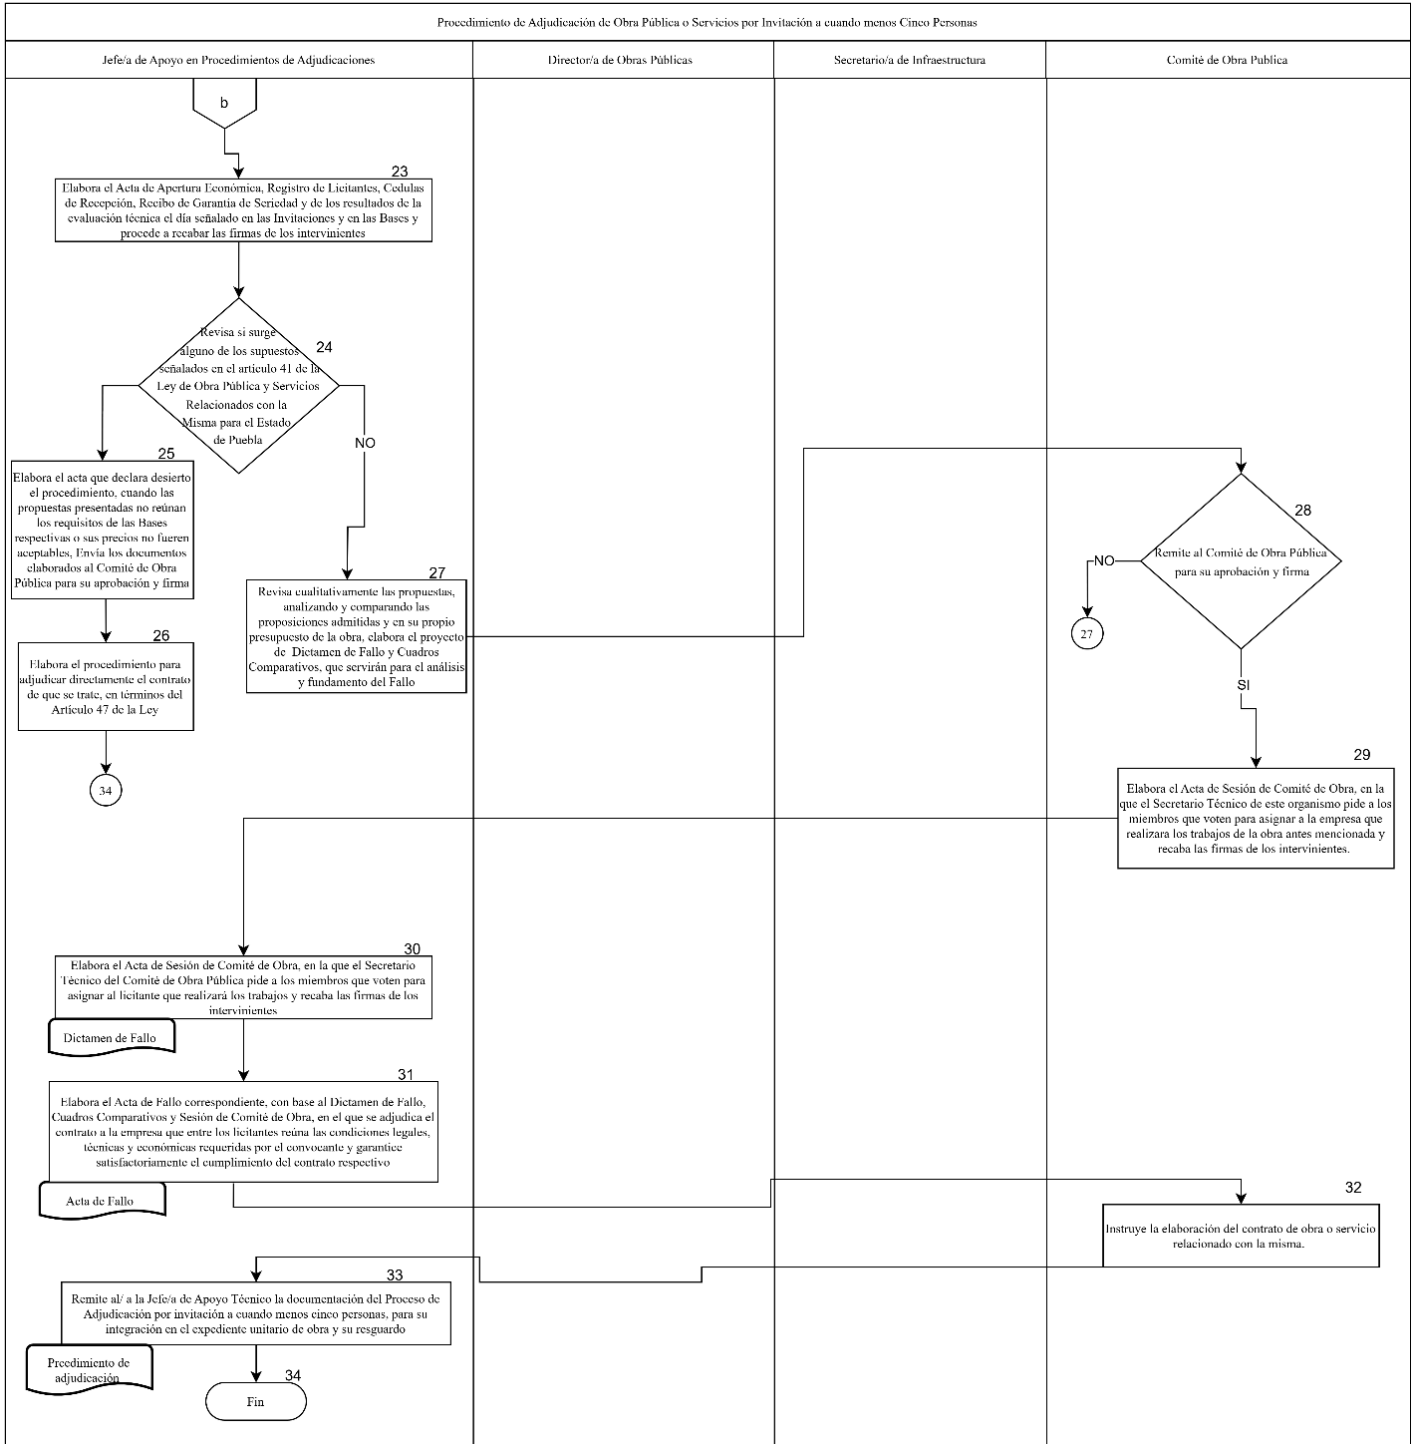 Procedimiento de Adjudicación de Obra Pública o Servicios por Invitación a cuando menos Cinco Personas
Jefe/a de Apoyo en Procedimientos de Adjudicaciones
Director/a de Obras Públicas
Secretario/a de Infraestructura
Comité de Obra Publica
b
23
Elabora el Acta de Apertura Económica, Registro de Licitantes, Cedulas
de Recepción, Recibo de Garantia de Seriedad y de los resultados de la
evaluación técnica el día señalado en las Invitaciones y en las Bases y
procede a recabar las firmas de los intervinientes
24
Revisa si surge
alguno de los supuestos
señalados en el artículo 41 de la
Ley de Obra Pública y Servicios
Relacionados con la
Misma para el Estado
de Puebla
NO
25
Elabora el acta que declara desierto
el procedimiento, cuando las
propuestas presentadas no reúnan
los requisitos de las Bases
respectivas o sus precios no fueren
aceptables, Envía los documentos
elaborados al Comité de Obra
Pública para su aprobación y firma
26
Elabora el procedimiento para
adjudicar directamente el contrato
de que se trate, en términos del
Artículo 47 de la Ley
34
27
Revisa cualitativamente las propuestas,
analizando y comparando las
proposiciones admitidas y en su propio
presupuesto de la obra, elabora el proyecto
de Dictamen de Fallo y Cuadros
Comparativos, que servirán para el análisis
y fundamento del Fallo
28
Remite al Comité de Obra Pública
para su aprobación y firma
NO
27
SI
29
Elabora el Acta de Sesión de Comité de Obra, en la
que el Secretario Técnico de este organismo pide a los
miembros que voten para asignar a la empresa que
realizara los trabajos de la obra antes mencionada y
recaba las firmas de los intervinientes.
30
Elabora el Acta de Sesión de Comité de Obra, en la que el Secretario
Técnico del Comité de Obra Pública pide a los miembros que voten para
asignar al licitante que realizará los trabajos y recaba las firmas de los
intervinientes
Dictamen de Fallo
31
Elabora el Acta de Fallo correspondiente, con base al Dictamen de Fallo,
Cuadros Comparativos y Sesión de Comité de Obra, en el que se adjudica el
contrato a la empresa que entre los licitantes reúna las condiciones legales,
técnicas y económicas requeridas por el convocante y garantice
satisfactoriamente el cumplimiento del contrato respectivo
Acta de Fallo
32
Instruye la elaboración del contrato de obra o servicio
relacionado con la misma.
33
Remite al/ a la Jefe/a de Apoyo Técnico la documentación del Proceso de
Adjudicación por invitación a cuando menos cinco personas, para su
integración en el expediente unitario de obra y su resguardo
Prcedimiento de
adjudicación
34
Fin